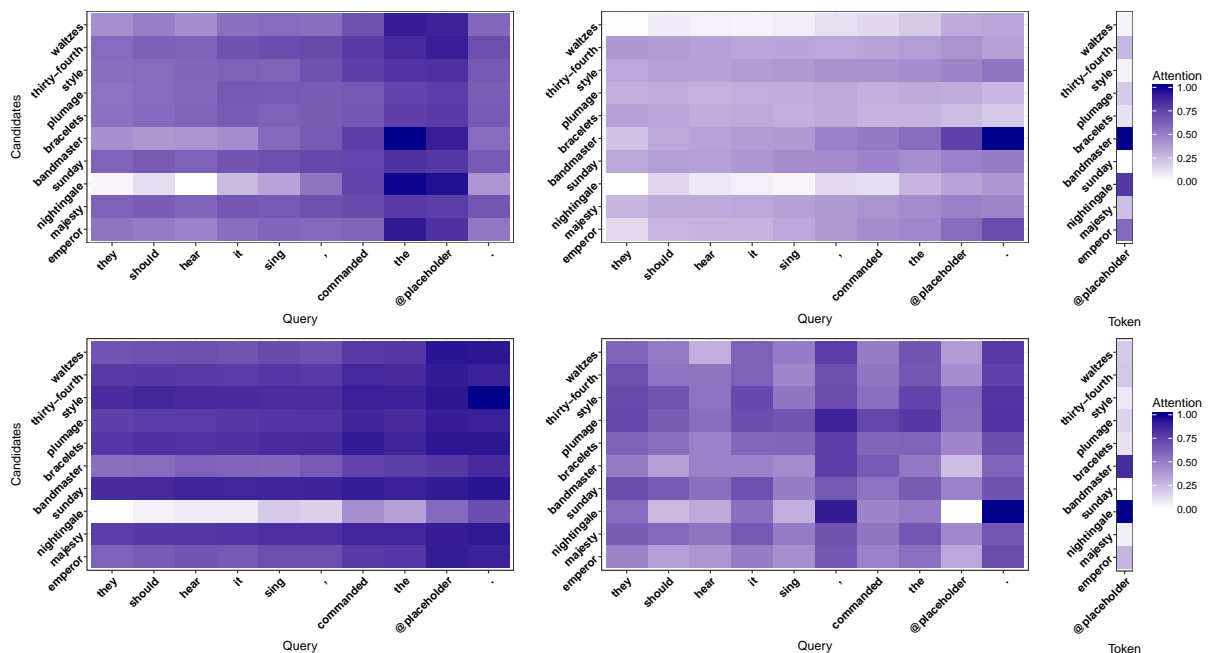 waltzes
thirty−fourth
style
plumage
bracelets
bandmaster
sunday
nightingale
majesty
emperor
Candidates
they should hear it sing , commanded the @placeholder .
Query
waltzes
thirty−fourth
style
plumage
bracelets
bandmaster
sunday
nightingale
majesty
emperor
they should hear it sing , commanded the @placeholder .
Query
waltzes
thirty−fourth
style
plumage
bracelets
bandmaster
sunday
nightingale
majesty
emperor
@placeholder
Token
Attention
1.00
0.75
0.50
0.25
0.00
waltzes
thirty−fourth
style
plumage
bracelets
bandmaster
sunday
nightingale
majesty
emperor
Candidates
they should hear it sing , commanded the @placeholder .
Query
waltzes
thirty−fourth
style
plumage
bracelets
bandmaster
sunday
nightingale
majesty
emperor
they should hear it sing , commanded the @placeholder .
Query
waltzes
thirty−fourth
style
plumage
bracelets
bandmaster
sunday
nightingale
majesty
emperor
@placeholder
Token
Attention
1.00
0.75
0.50
0.25
0.00